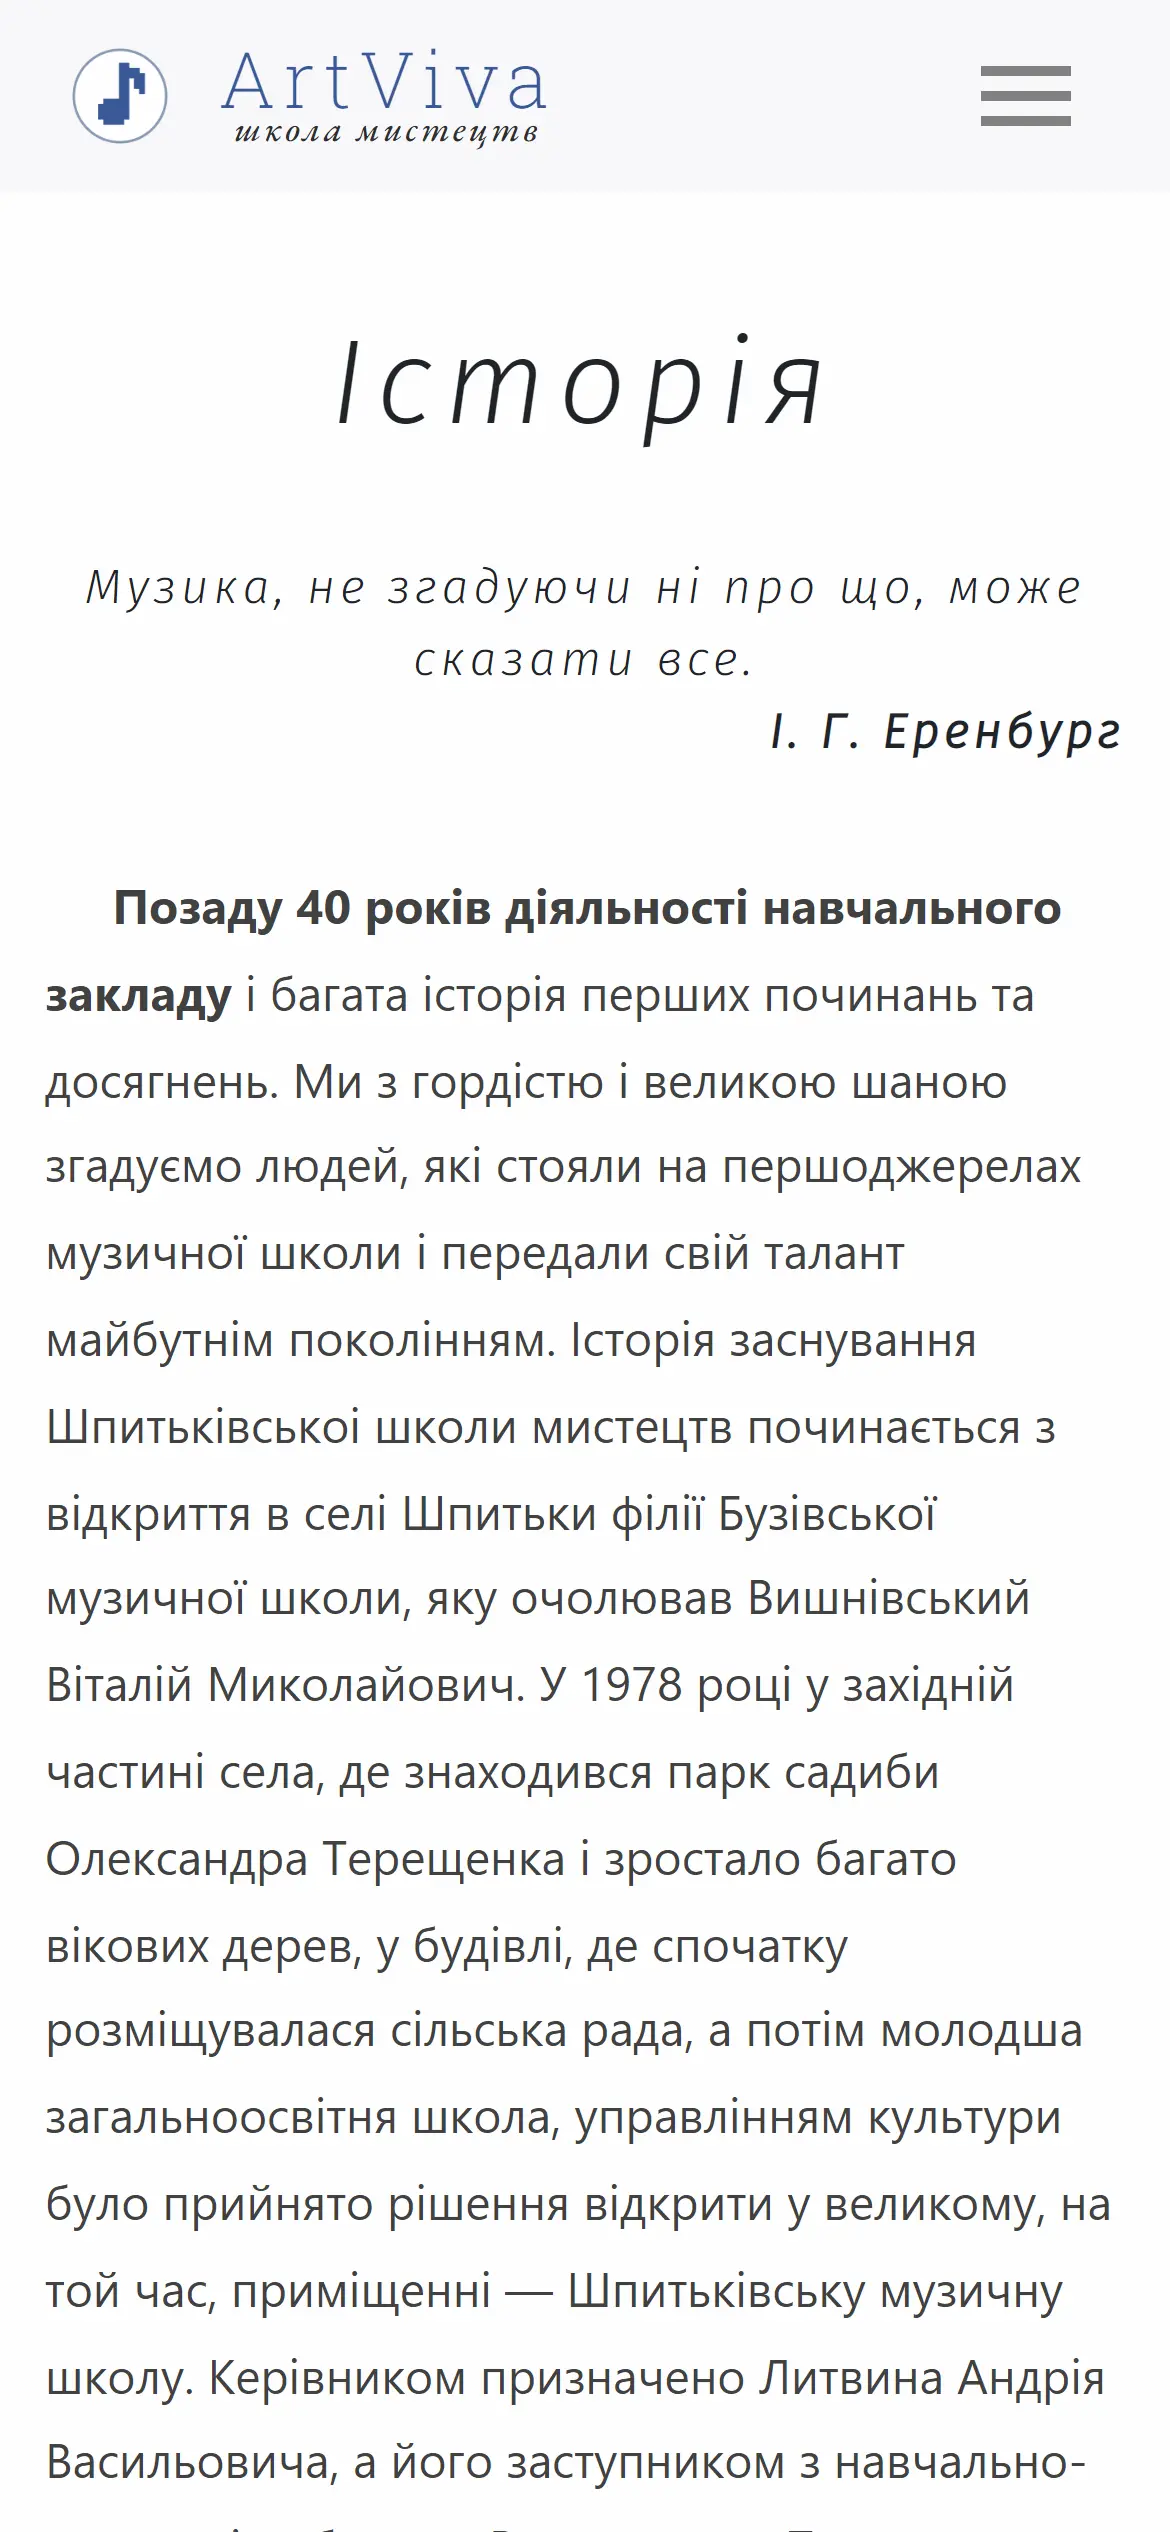 ArtViva
школа мистецтв
Історія
Музика, не згадуючи ні про що, може
сказати все.
І. Г. Еренбург
Позаду 40 років діяльності навчального
закладу і багата історія перших починань та
досягнень. Ми з гордістю і великою шаною
згадуємо людей, які стояли на першоджерелах
музичної школи і передали свій талант
майбутнім поколінням. Історія заснування
Шпитьківськоі школи мистецтв починається з
відкриття в селі Шпитьки філії Бузівської
музичної школи, яку очолював Вишнівський
Віталій Миколайович. У 1978 році у західній
частині села, де знаходився парк садиби
Олександра Терещенка і зростало багато
вікових дерев, у будівлі, де спочатку
розміщувалася сільська рада, а потім молодша
загальноосвітня школа, управлінням культури
було прийнято рішення відкрити у великому, на
той час, приміщенні — Шпитьківську музичну
школу. Керівником призначено Литвина Андрія
Васильовича, а його заступником з навчально-